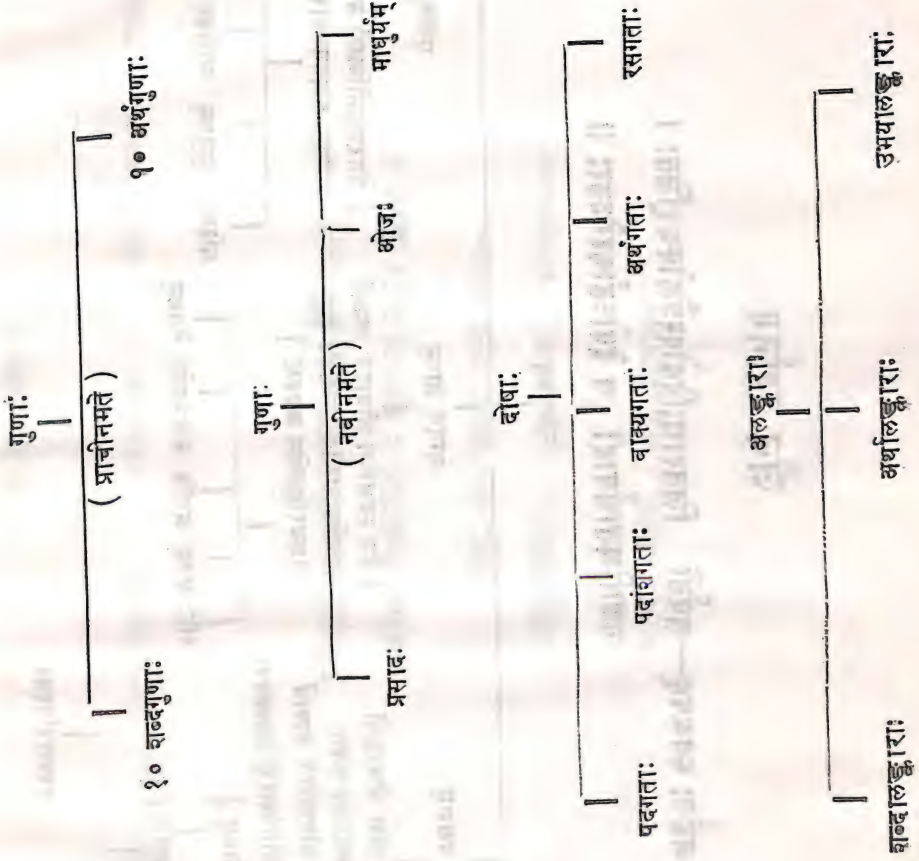 गुणाः
( प्राचीनमते )
१० शब्दगुणाः १० अर्थगुणाः
गुणाः
( नवीनमते )
प्रसादः ओजः माधुर्यम्
दोषाः
पदगताः पदांशगताः वाक्यगताः अर्थगताः रसगताः
अलङ्काराः
शब्दालङ्काराः अर्थालङ्काराः उभयालङ्काराः